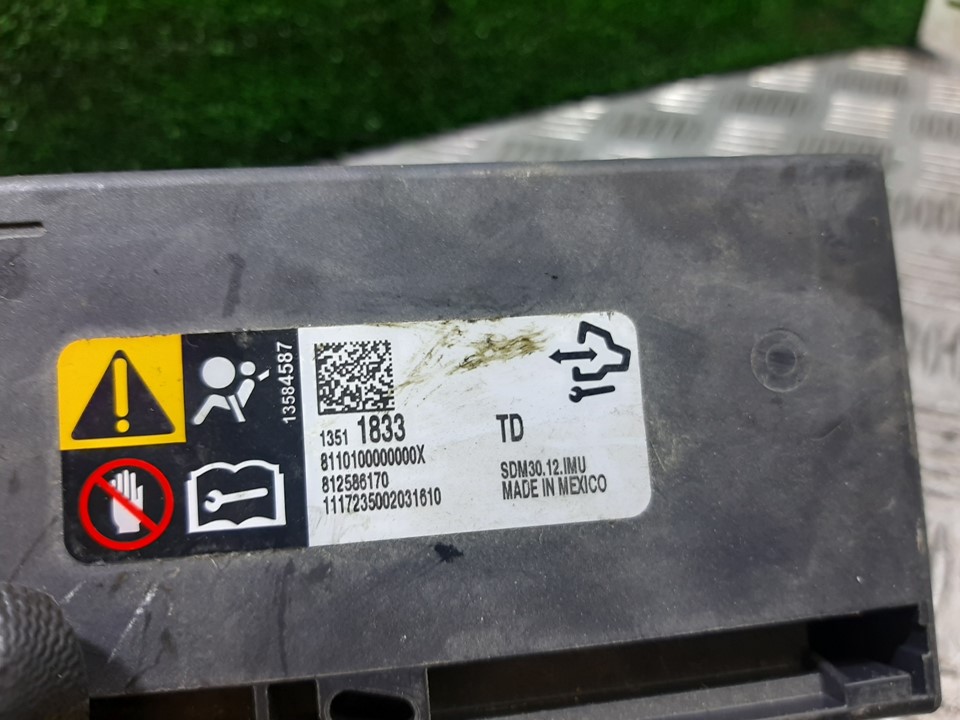 13584587
1351 1833 TD
8110100000000X
812586170
1117235002031610
SDM30.12.IMU
MADE IN MEXICO